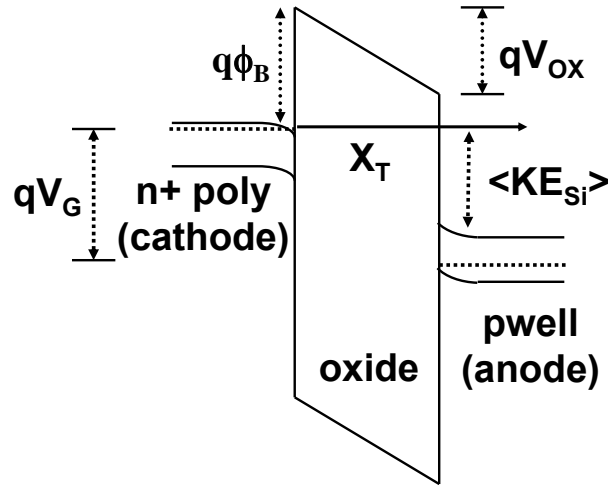 qϕB
qVOX
XT
<KESi>
qVG
n+ poly
(cathode)
pwell
(anode)
oxide